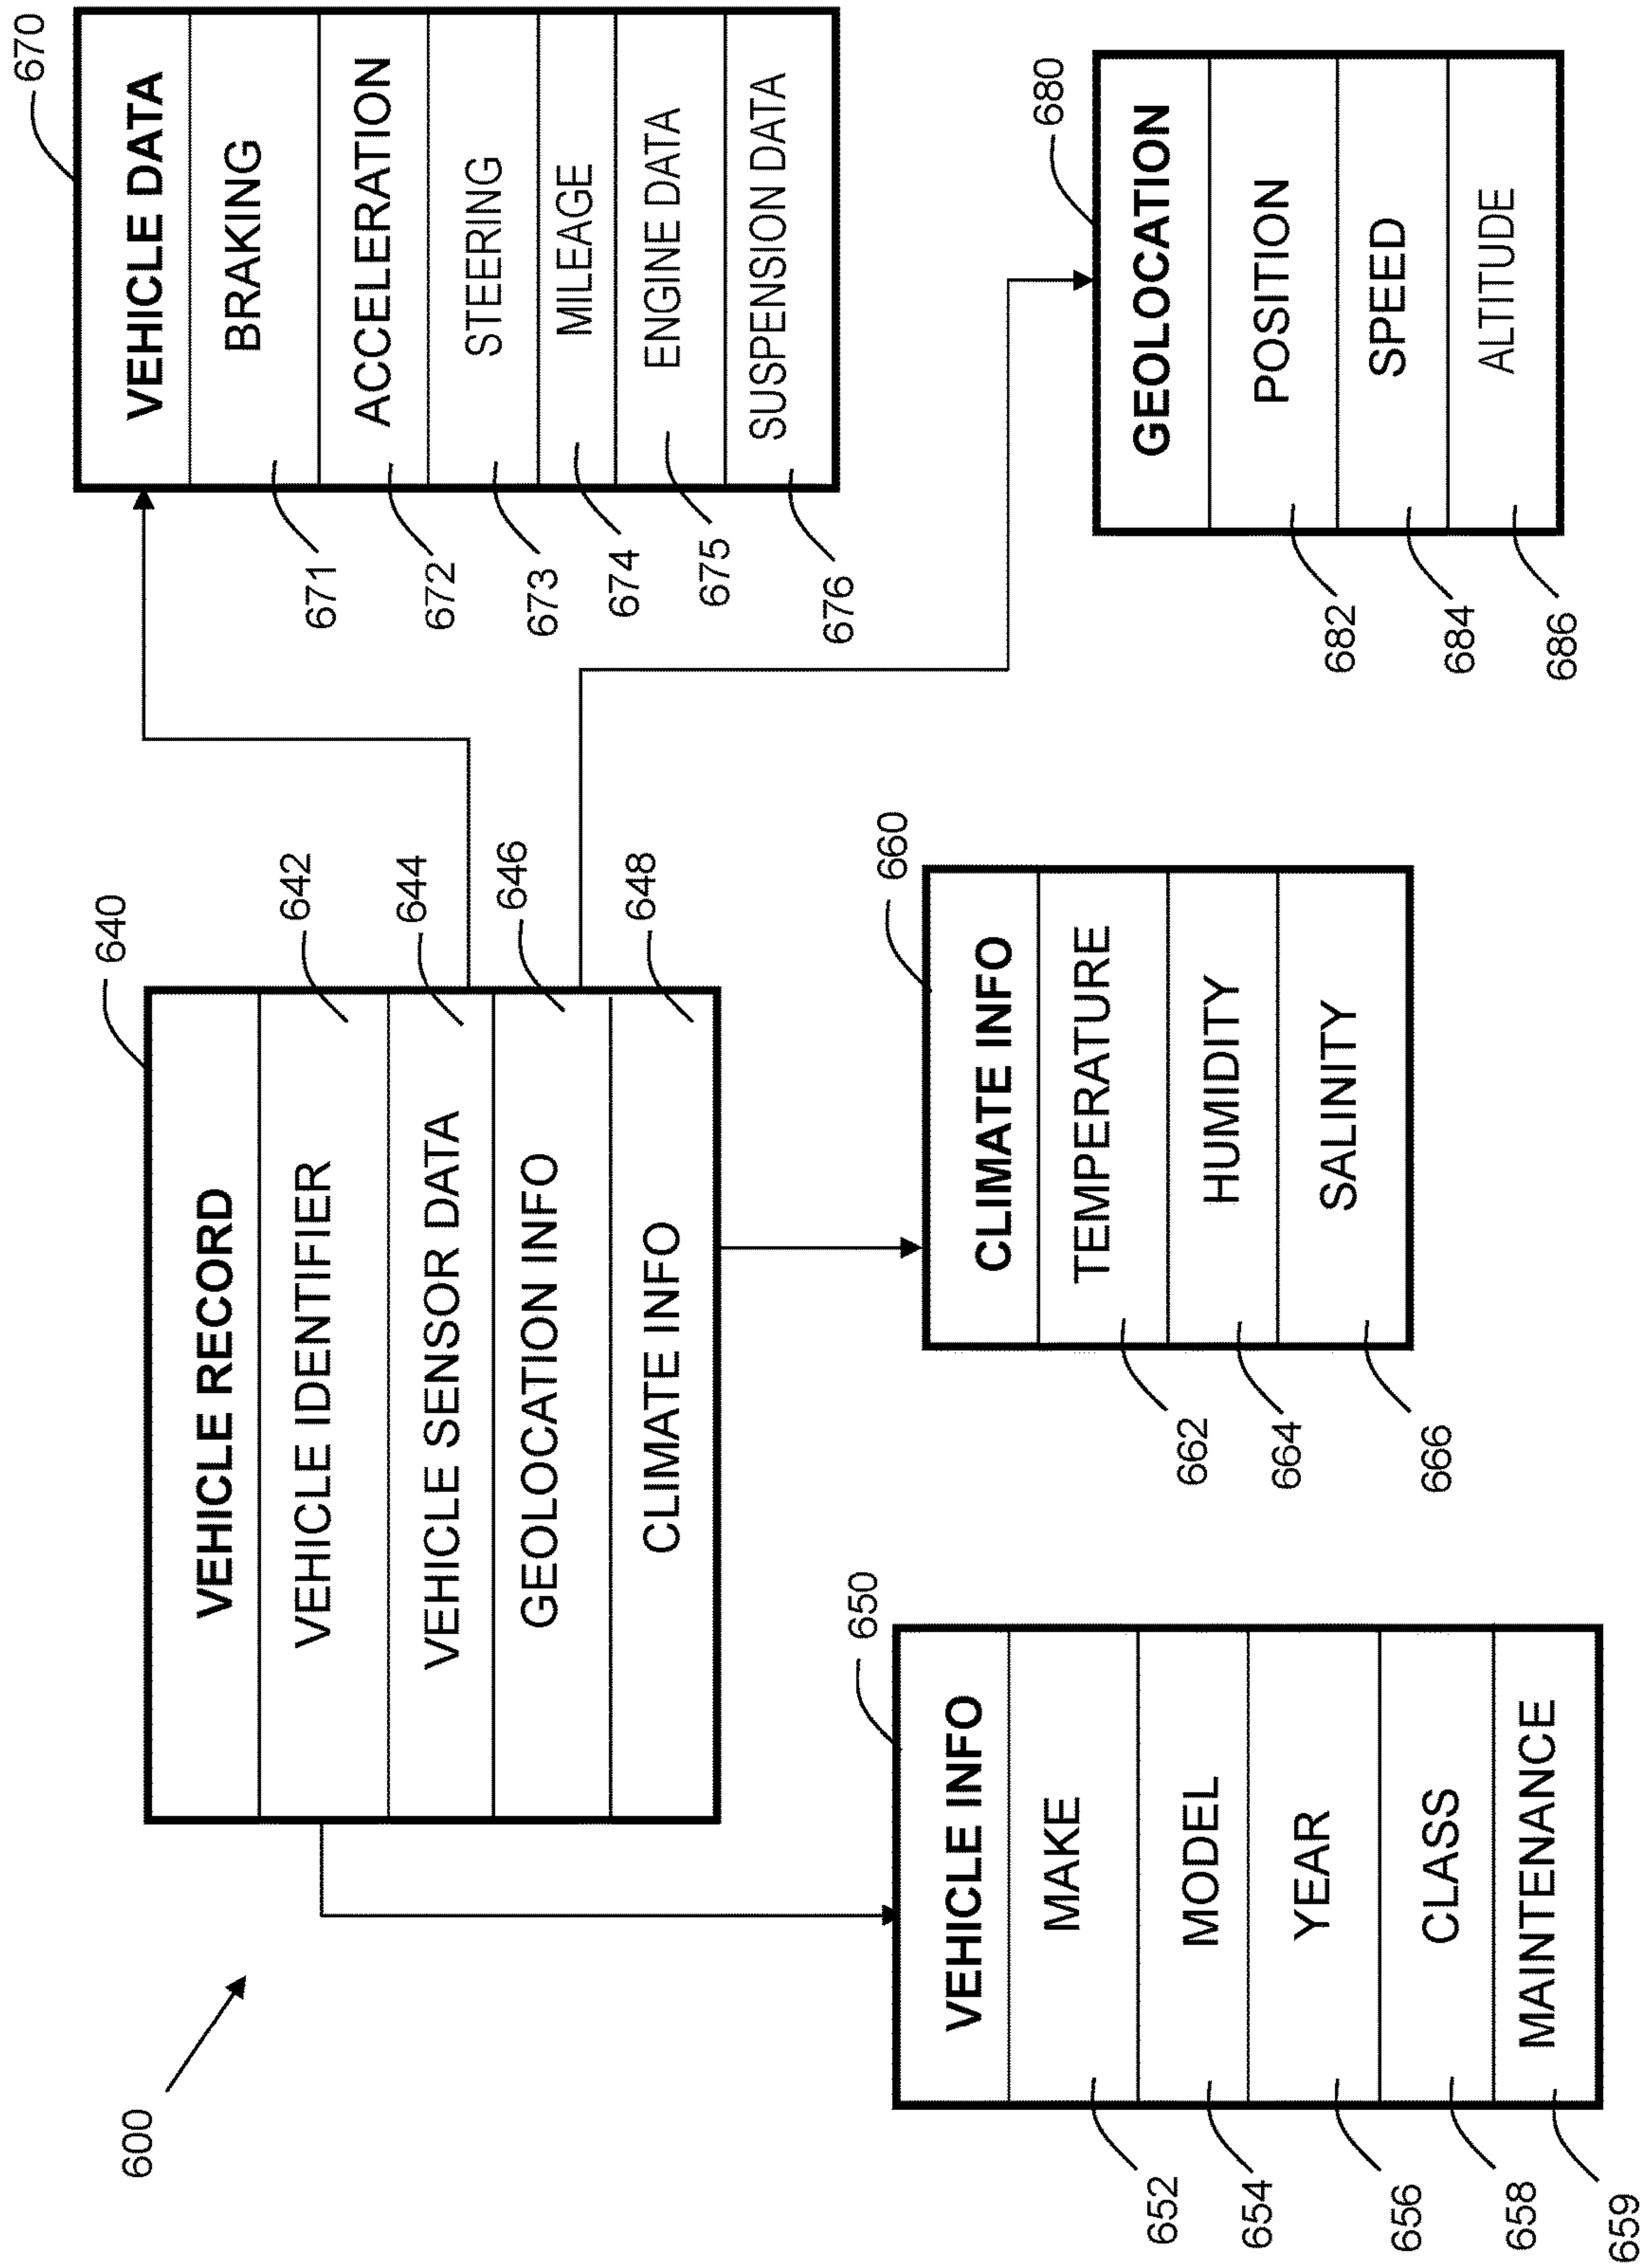 600
640
VEHICLE RECORD
VEHICLE IDENTIFIER
642
VEHICLE SENSOR DATA
644
GEOLOCATION INFO
646
CLIMATE INFO
648
670
VEHICLE DATA
671
BRAKING
672
ACCELERATION
673
STEERING
674
MILEAGE
675
ENGINE DATA
676
SUSPENSION DATA
650
VEHICLE INFO
652
MAKE
654
MODEL
656
YEAR
658
CLASS
659
MAINTENANCE
660
CLIMATE INFO
662
TEMPERATURE
664
HUMIDITY
666
SALINITY
680
GEOLOCATION
682
POSITION
684
SPEED
686
ALTITUDE